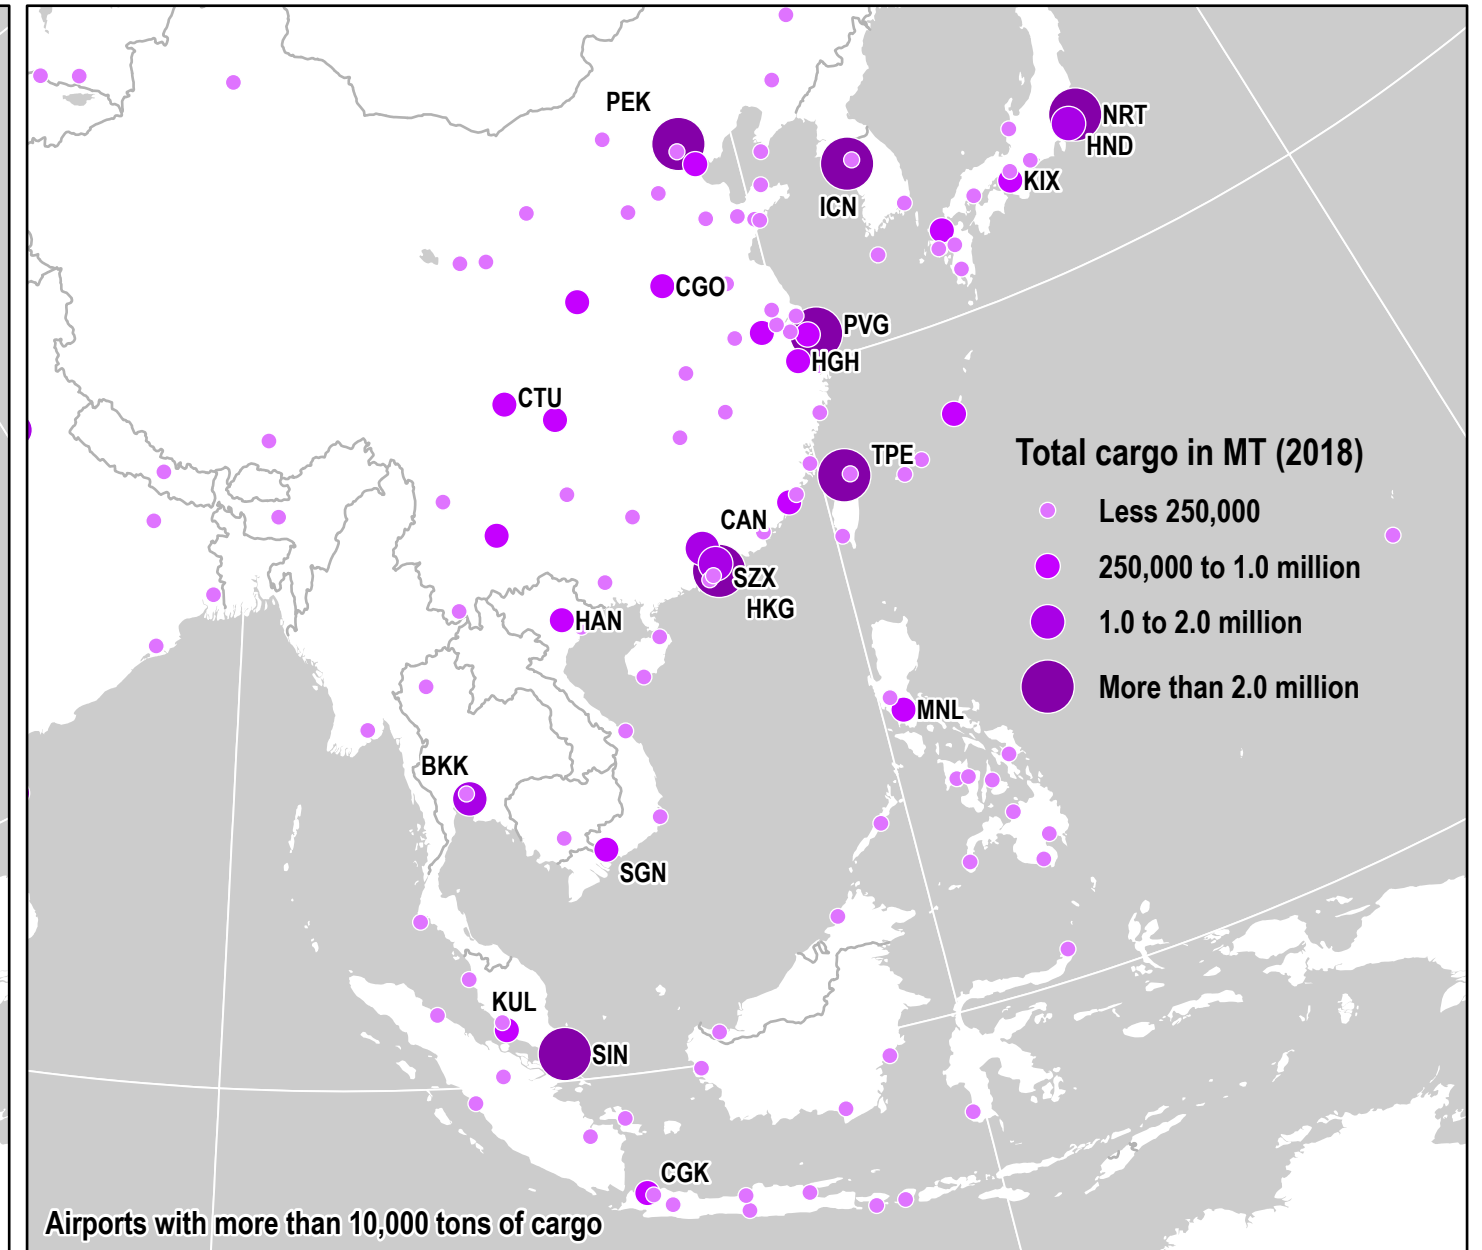 PEK
NRT
HND
KIX
ICN
CGO
PVG
HGH
CTU
TPE
Total cargo in MT (2018)
Less 250,000
250,000 to 1.0 million
1.0 to 2.0 million
More than 2.0 million
CAN
SZX
HKG
HAN
MNL
BKK
SGN
KUL
SIN
CGK
Airports with more than 10,000 tons of cargo